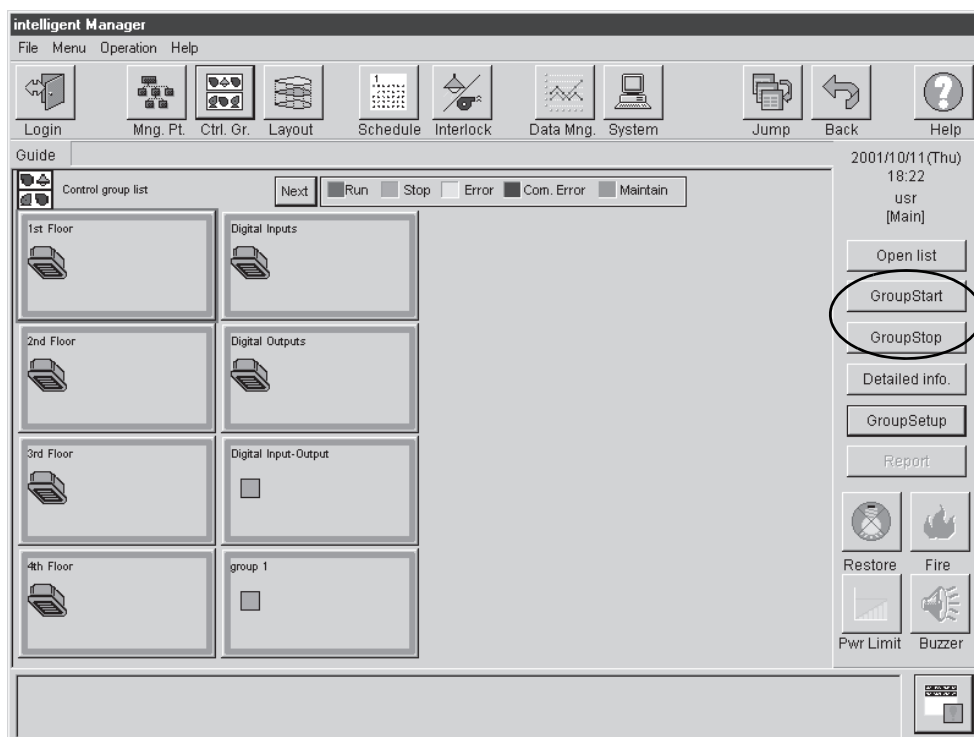 intelligent Manager
File Menu Operation Help
Login Mng. Pt. Ctrl. Gr. Layout Schedule Interlock Data Mng. System Jump Back Help
1
Guide
2001/10/11(Thu)
18:22
usr
[Main]
Control group list
Next Run Stop Error Com. Error Maintain
1st Floor
Digital Inputs
2nd Floor
Digital Outputs
3rd Floor
Digital Input-Output
4th Floor
group 1
Open list
GroupStart
GroupStop
Detailed info.
GroupSetup
Report
Restore Fire
Pwr Limit Buzzer